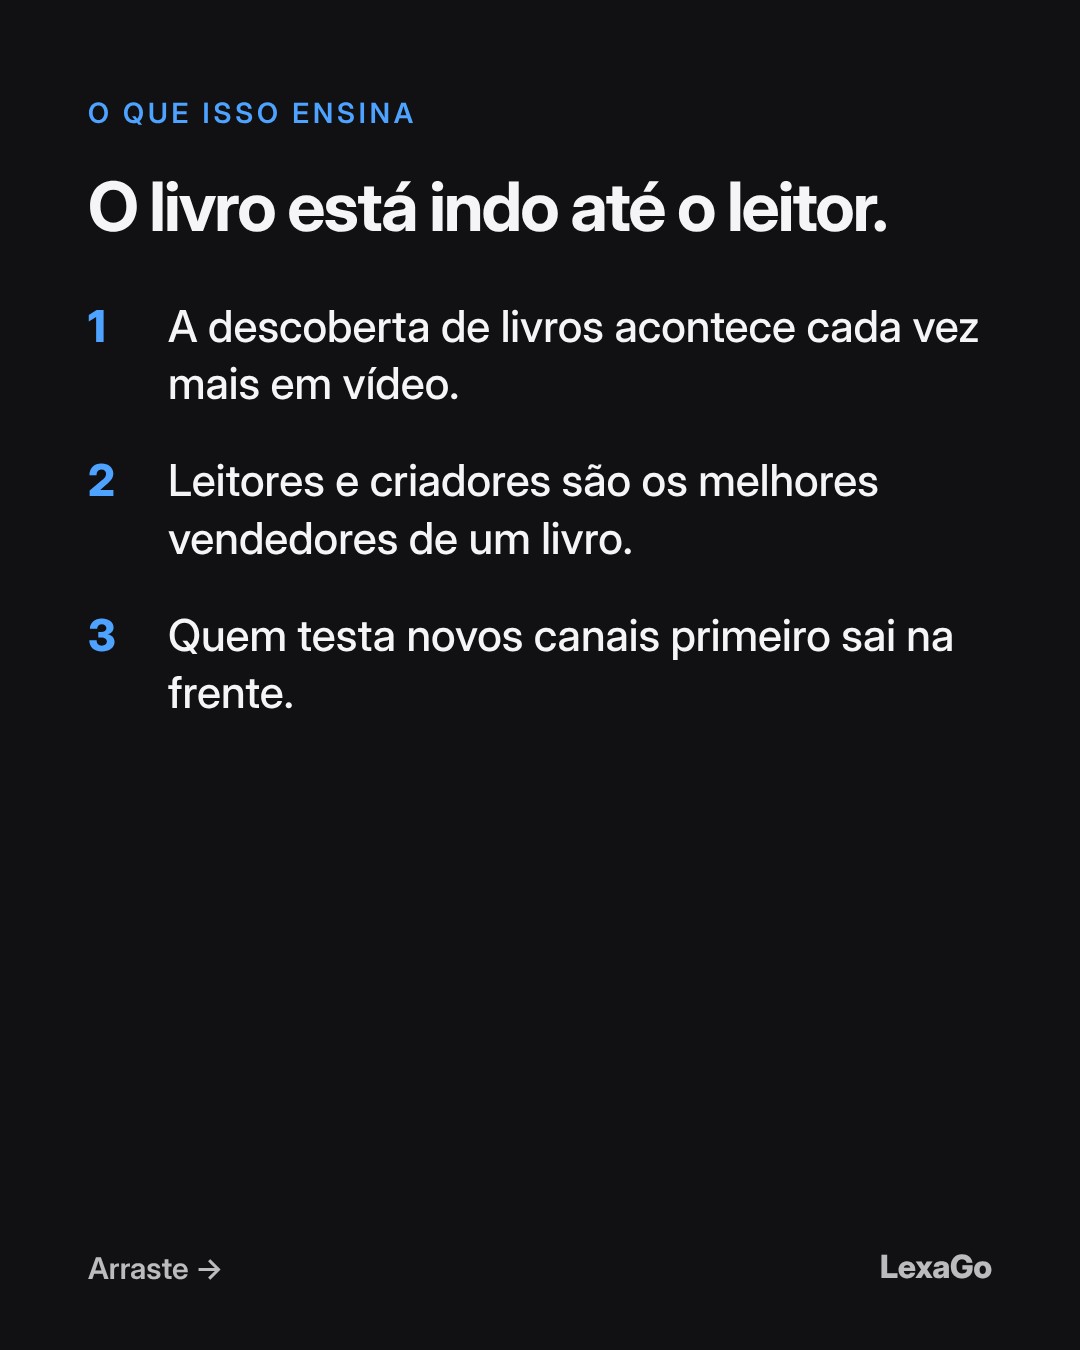 O QUE ISSO ENSINA
O livro está indo até o leitor.
1 A descoberta de livros acontece cada vez
mais em vídeo.
2 Leitores e criadores são os melhores
vendedores de um livro.
3 Quem testa novos canais primeiro sai na
frente.
Arraste →
LexaGo